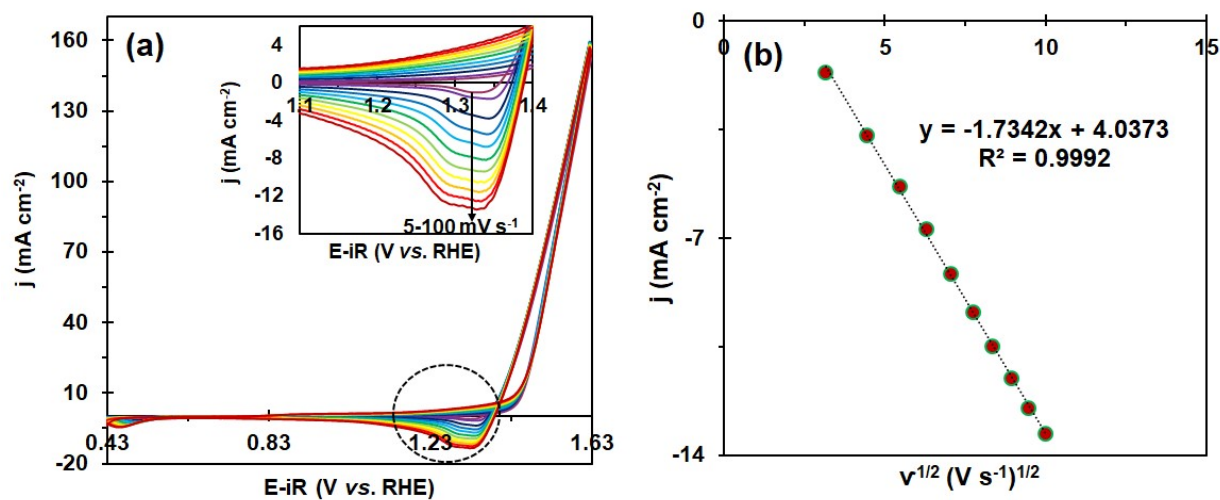 (a)
160
130
100
70
40
10
-20
j (mA cm-2)
0.43
0.83
1.23
1.63
E-iR (V vs. RHE)
4
0
-4
-8
-12
-16
j (mA cm-2)
1.1
1.2
1.3
1.4
5-100 mV s-1
E-iR (V vs. RHE)
(b)
0
5
10
15
0
-7
-14
j (mA cm-2)
y = -1.7342x + 4.0373
R² = 0.9992
v-1/2 (V s-1)1/2